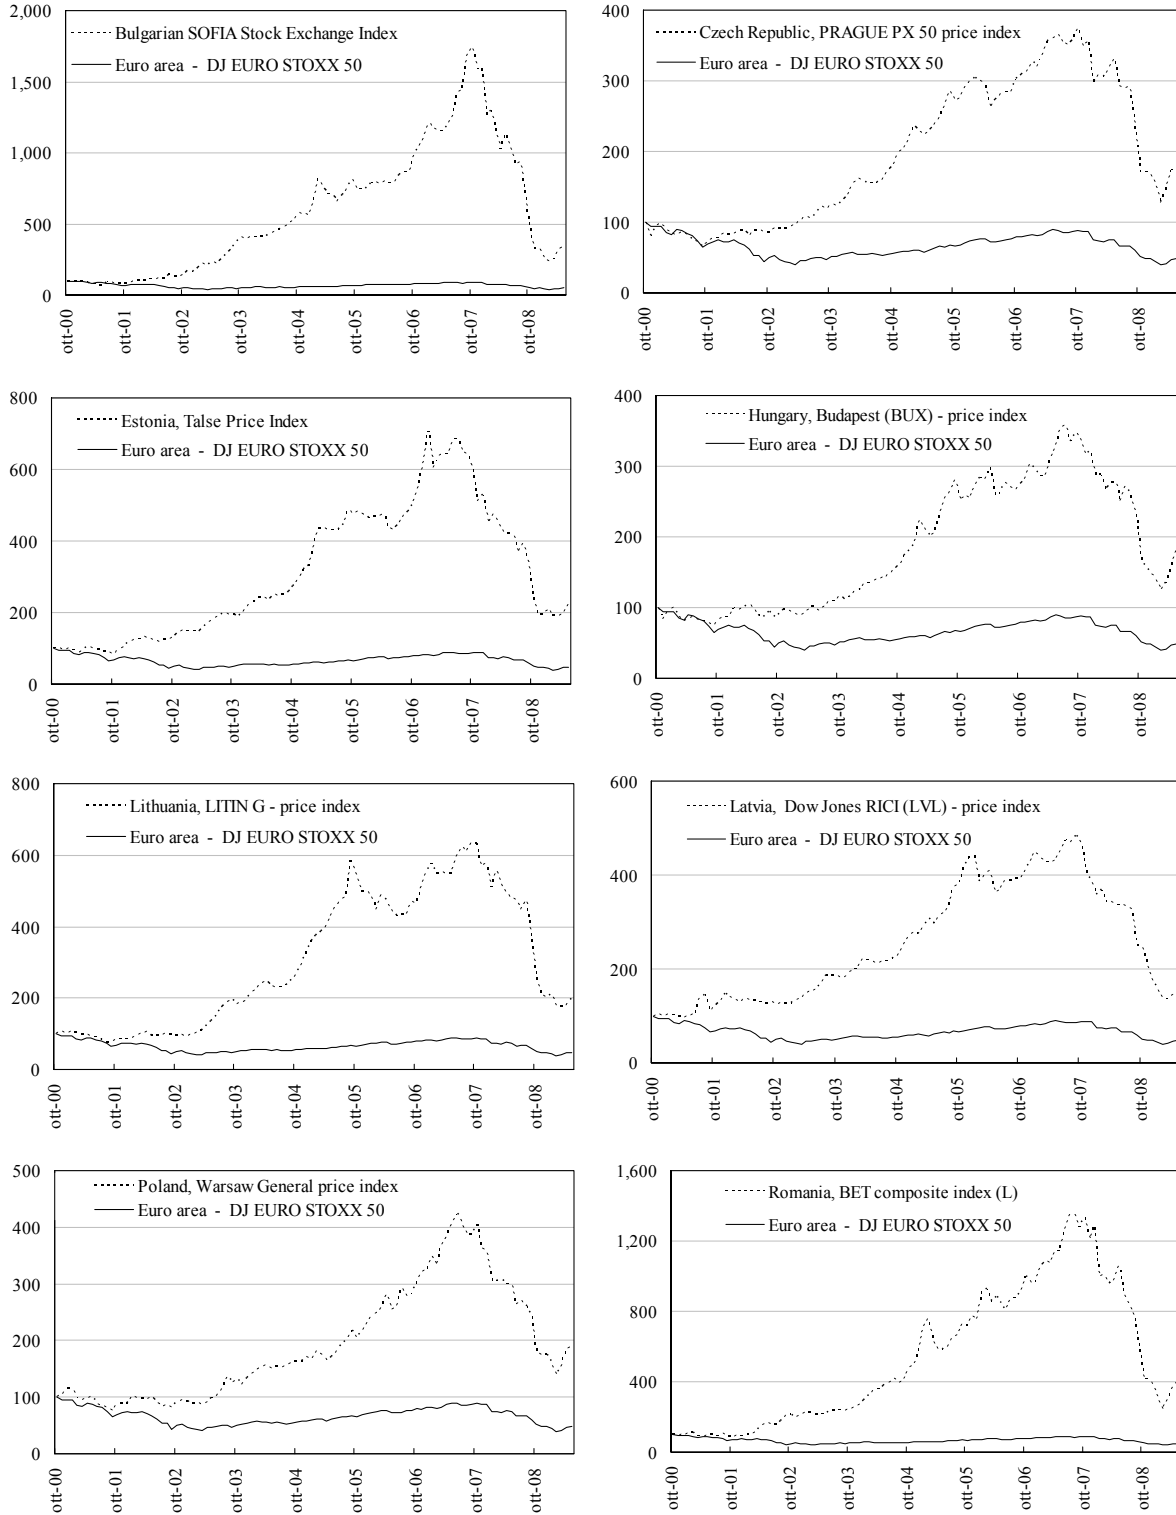 2,000
1,500
1,000
500
0
Bulgarian SOFIA Stock Exchange Index
Euro area - DJ EURO STOXX 50
ott-00
ott-01
ott-02
ott-03
ott-04
ott-05
ott-06
ott-07
ott-08
400
300
200
100
0
Czech Republic, PRAGUE PX 50 price index
Euro area - DJ EURO STOXX 50
ott-00
ott-01
ott-02
ott-03
ott-04
ott-05
ott-06
ott-07
ott-08
800
600
400
200
0
Estonia, Talse Price Index
Euro area - DJ EURO STOXX 50
ott-00
ott-01
ott-02
ott-03
ott-04
ott-05
ott-06
ott-07
ott-08
400
300
200
100
0
Hungary, Budapest (BUX) - price index
Euro area - DJ EURO STOXX 50
ott-00
ott-01
ott-02
ott-03
ott-04
ott-05
ott-06
ott-07
ott-08
800
600
400
200
0
Lithuania, LITIN G - price index
Euro area - DJ EURO STOXX 50
ott-00
ott-01
ott-02
ott-03
ott-04
ott-05
ott-06
ott-07
ott-08
600
400
200
0
Latvia, Dow Jones RICI (LVL) - price index
Euro area - DJ EURO STOXX 50
ott-00
ott-01
ott-02
ott-03
ott-04
ott-05
ott-06
ott-07
ott-08
500
400
300
200
100
0
Poland, Warsaw General price index
Euro area - DJ EURO STOXX 50
ott-00
ott-01
ott-02
ott-03
ott-04
ott-05
ott-06
ott-07
ott-08
1,600
1,200
800
400
0
Romania, BET composite index (L)
Euro area - DJ EURO STOXX 50
ott-00
ott-01
ott-02
ott-03
ott-04
ott-05
ott-06
ott-07
ott-08